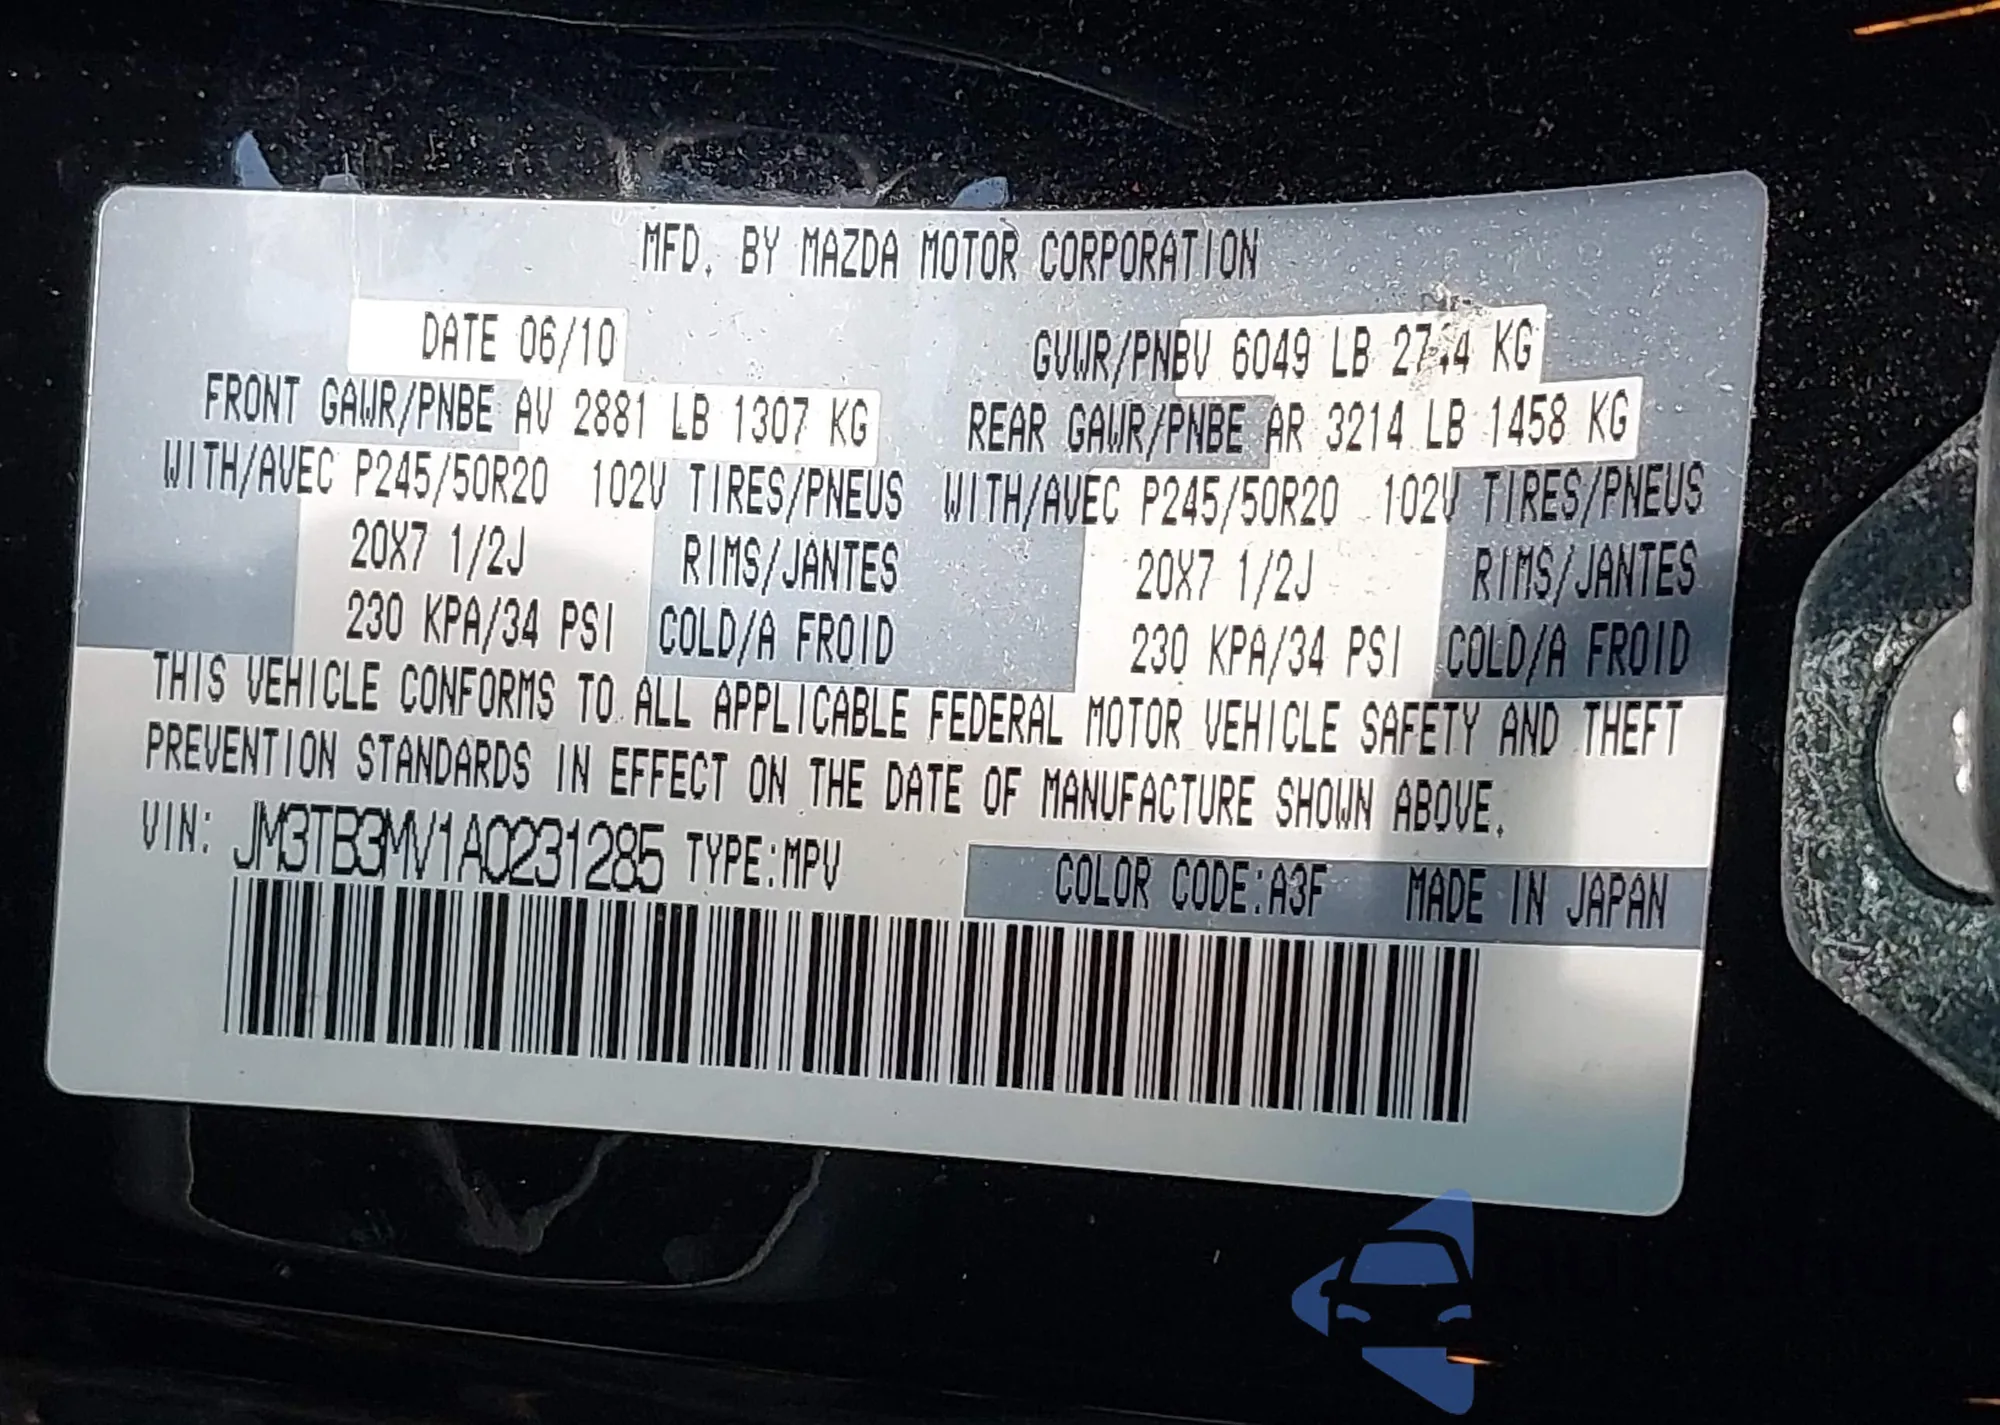 MFD. BY MAZDA MOTOR CORPORATION
DATE 06/10
GVWR/PNBV 6049 LB 2744 KG
FRONT GAWR/PNBE AV 2881 LB 1307 KG
REAR GAWR/PNBE AR 3214 LB 1458 KG
WITH/AVEC P245/50R20 102V TIRES/PNEUS
WITH/AVEC P245/50R20 102V TIRES/PNEUS
20X7 1/2J RIMS/JANTES
20X7 1/2J RIMS/JANTES
230 KPA/34 PSI COLD/A FROID
230 KPA/34 PSI COLD/A FROID
THIS VEHICLE CONFORMS TO ALL APPLICABLE FEDERAL MOTOR VEHICLE SAFETY AND THEFT
PREVENTION STANDARDS IN EFFECT ON THE DATE OF MANUFACTURE SHOWN ABOVE.
VIN: JM3TB3MV1A0231285 TYPE:MPV
COLOR CODE:A3F MADE IN JAPAN